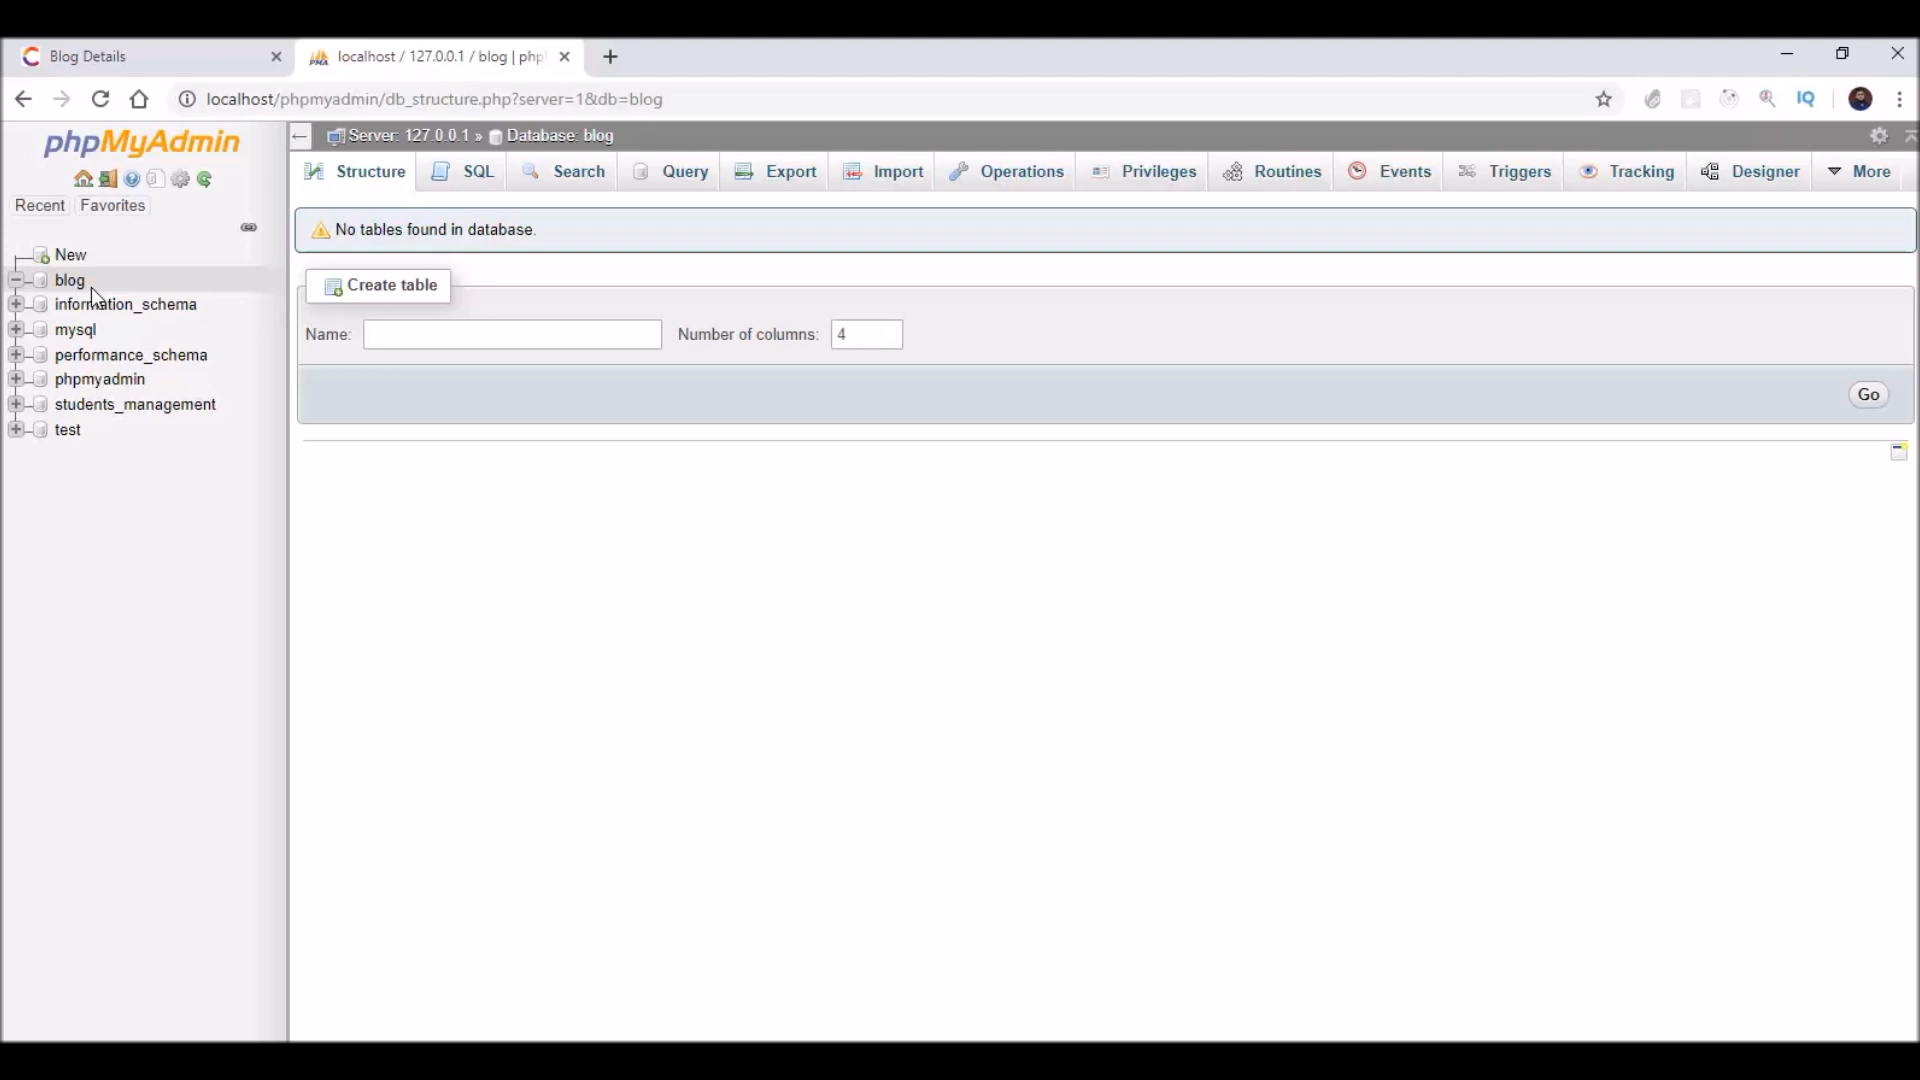 Blog Details
localhost / 127.0.0.1 / blog | php
localhost/phpmyadmin/db_structure.php?server=1&db=blog
IQ
phpMyAdmin
Recent Favorites
New
blog
information_schema
mysql
performance_schema
phpmyadmin
students_management
test
Server: 127.0.0.1 » Database: blog
Structure SQL Search Query Export Import Operations Privileges Routines Events Triggers Tracking Designer More
No tables found in database.
Create table
Name: Number of columns: 4
Go